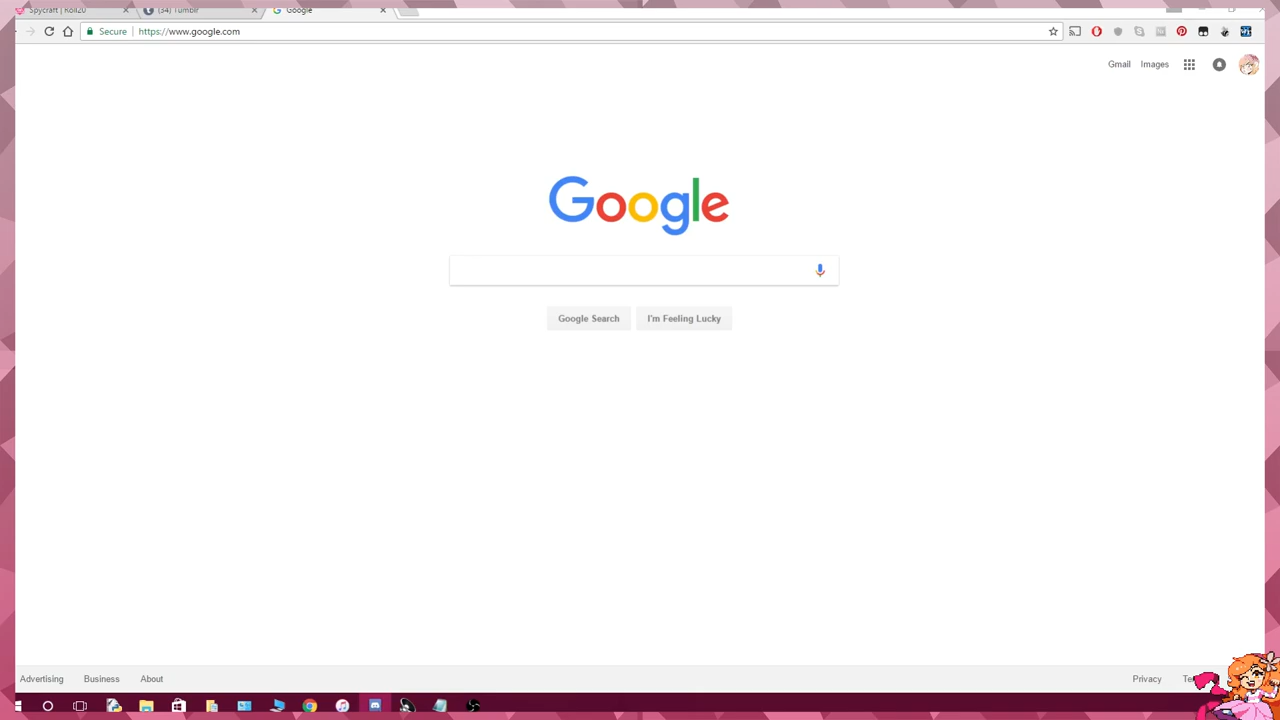 Spycraft | Roll20
(34) Tumblr
Google
Secure
https://www.google.com
Gmail Images
Google
Google Search I'm Feeling Lucky
Advertising Business About
Privacy